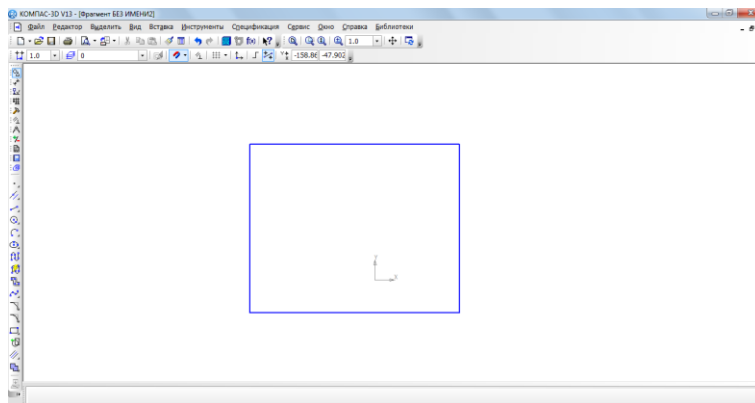 КОМПАС-3D V13 - [Фрагмент БЕЗ ИМЕНИ2]
Файл Редактор Выделить Вид Вставка Инструменты Спецификация Сервис Окно Справка Библиотеки
1.0
1.0 0 -158.86 -47.902
Y
X